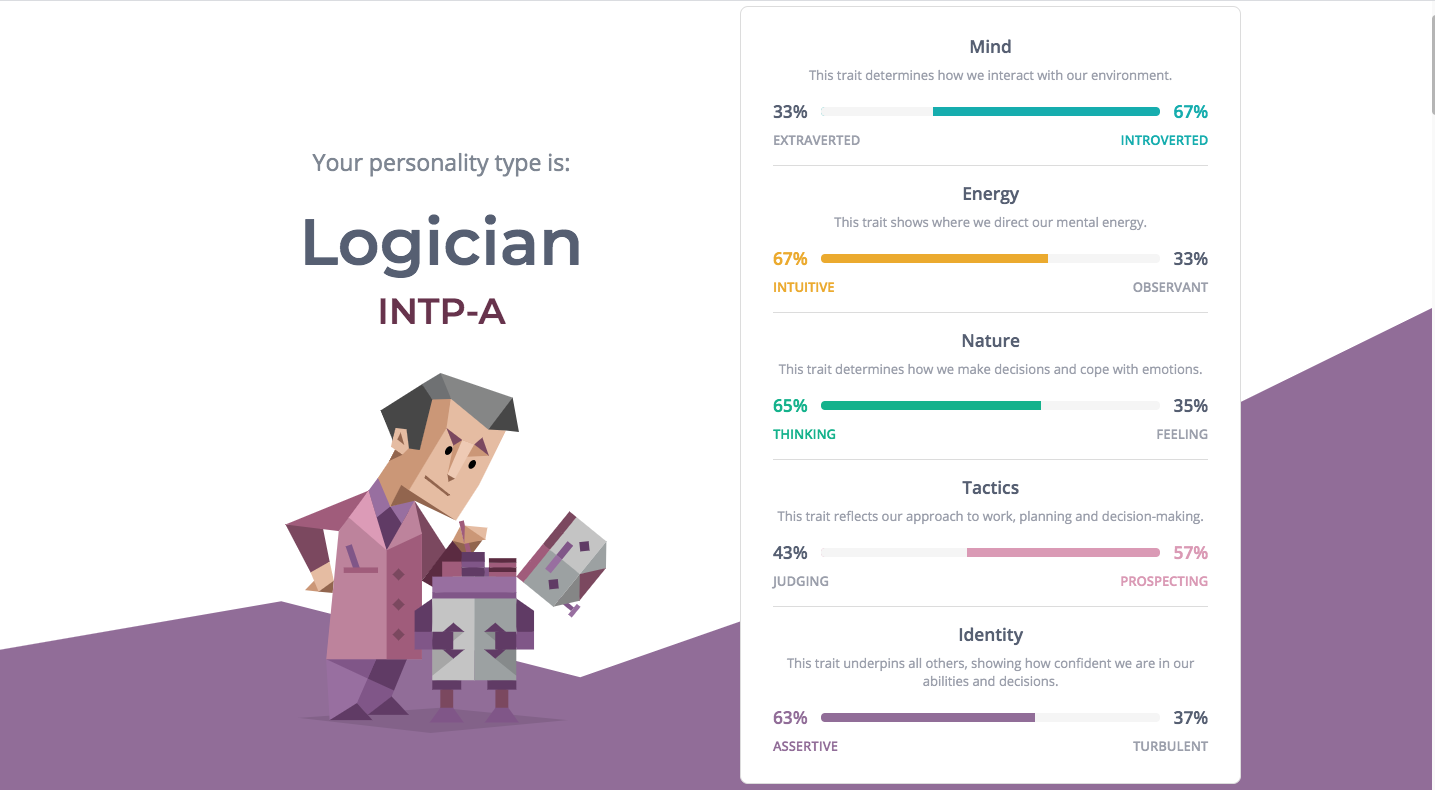 Your personality type is:
Logician
INTP-A
Mind
This trait determines how we interact with our environment.
33% 67%
EXTRAVERTED INTROVERTED
Energy
This trait shows where we direct our mental energy.
67% 33%
INTUITIVE OBSERVANT
Nature
This trait determines how we make decisions and cope with emotions.
65% 35%
THINKING FEELING
Tactics
This trait reflects our approach to work, planning and decision-making.
43% 57%
JUDGING PROSPECTING
Identity
This trait underpins all others, showing how confident we are in our
abilities and decisions.
63% 37%
ASSERTIVE TURBULENT